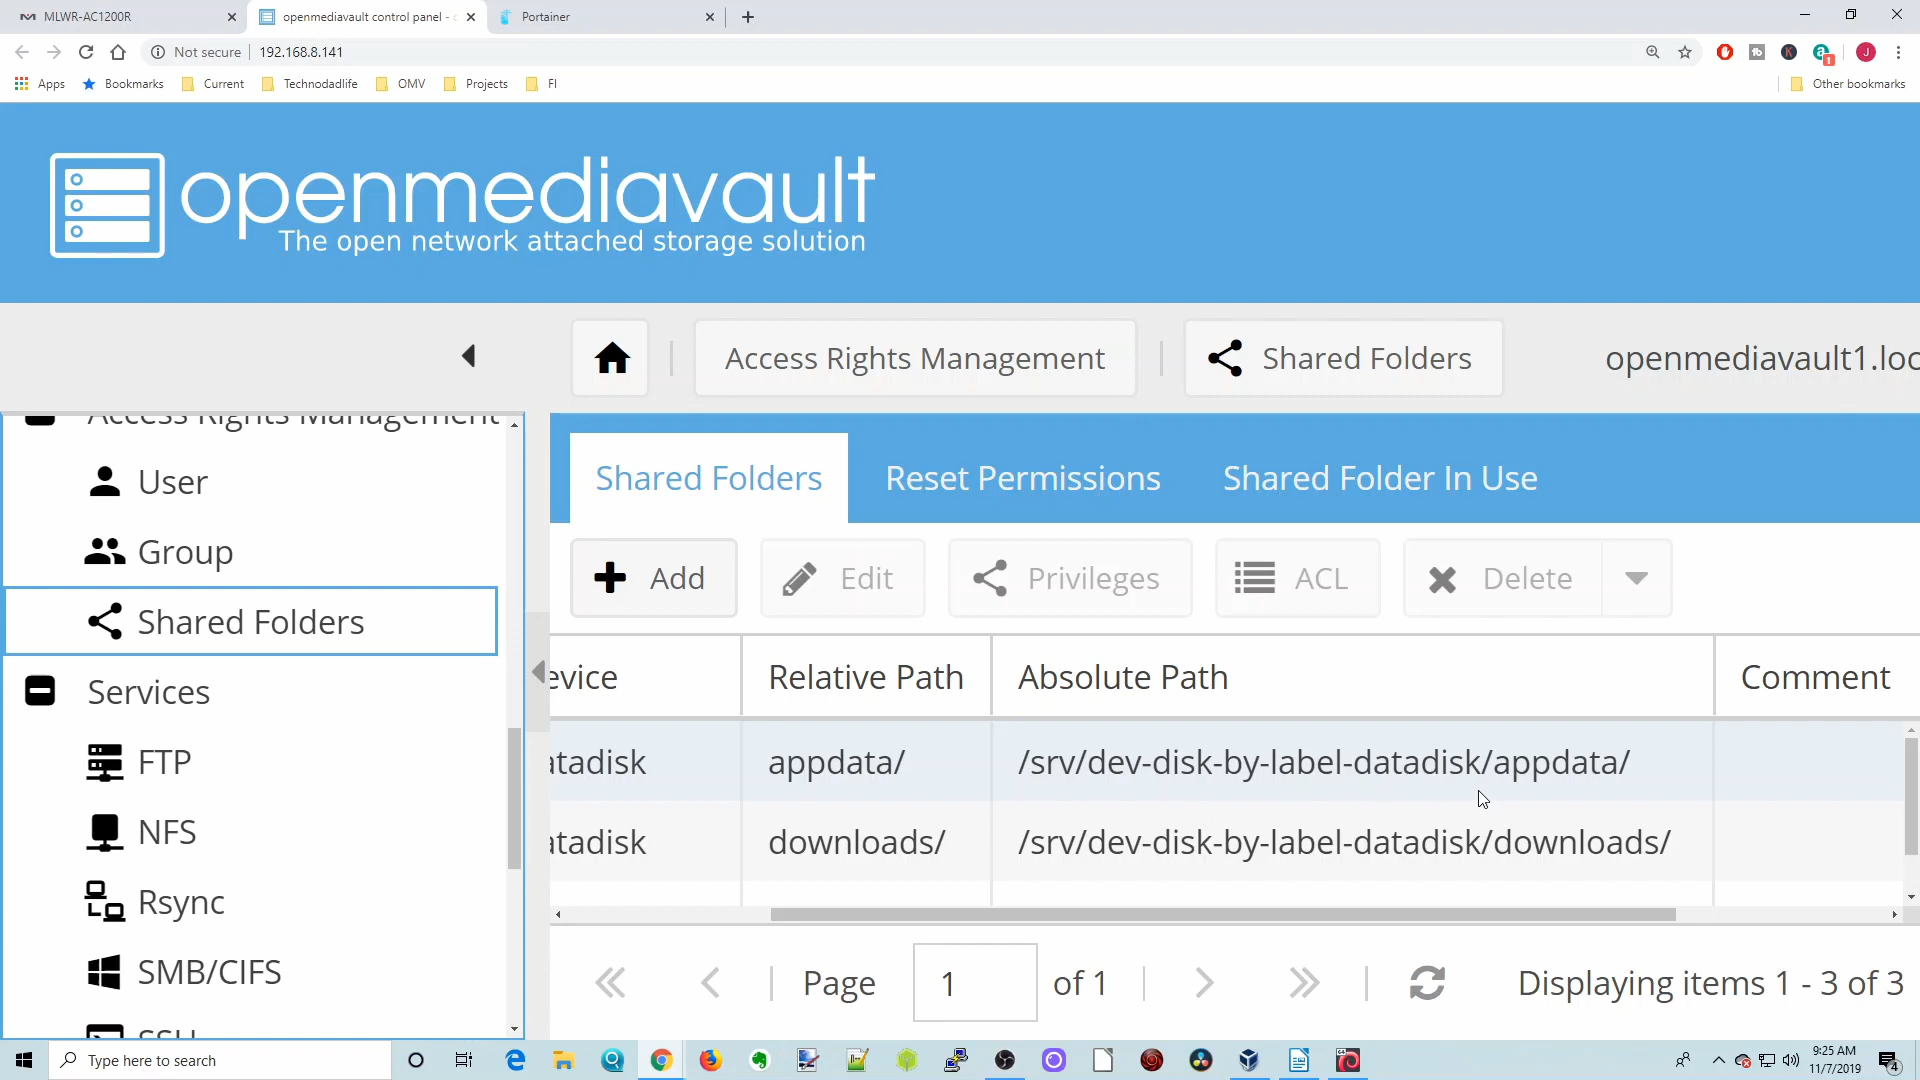 MLWR-AC1200R
openmediavault control panel - o
Portainer
Not secure
192.168.8.141
Apps
Bookmarks
Current
Technodadlife
OMV
Projects
FI
Other bookmarks
openmediavault
The open network attached storage solution
Access Rights Management
Shared Folders
openmediavault1.loc
Access Rights Management
User
Group
Shared Folders
Services
FTP
NFS
Rsync
SMB/CIFS
SSH
Shared Folders
Reset Permissions
Shared Folder In Use
Add
Edit
Privileges
ACL
Delete
evice
Relative Path
Absolute Path
Comment
atadisk
appdata/
/srv/dev-disk-by-label-datadisk/appdata/
atadisk
downloads/
/srv/dev-disk-by-label-datadisk/downloads/
Page
1
of 1
Displaying items 1 - 3 of 3
Type here to search
9:25 AM
11/7/2019
4